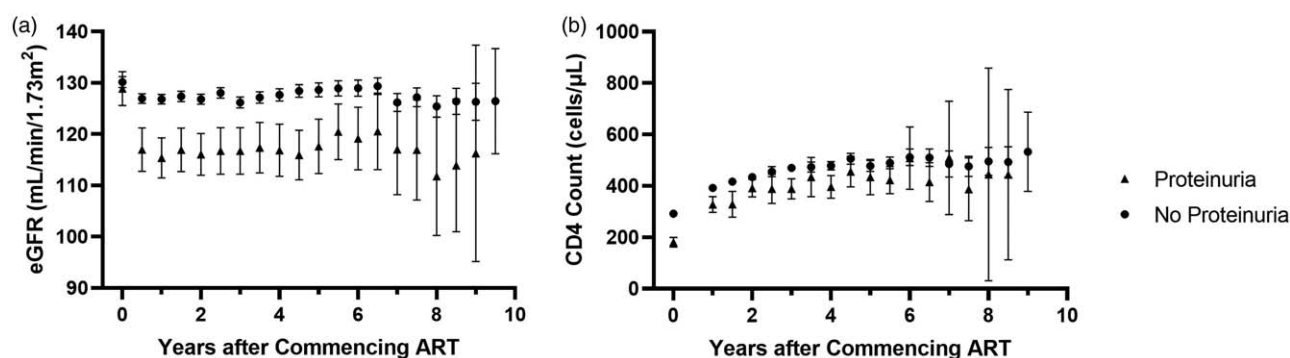 (a)
130
120
110
100
90
eGFR (mL/min/1.73m²)
0 2 4 6 8 10
Years after Commencing ART
(b)
1000
800
600
400
200
0
CD4 Count (cells/µL)
0 2 4 6 8 10
Years after Commencing ART
Proteinuria
No Proteinuria